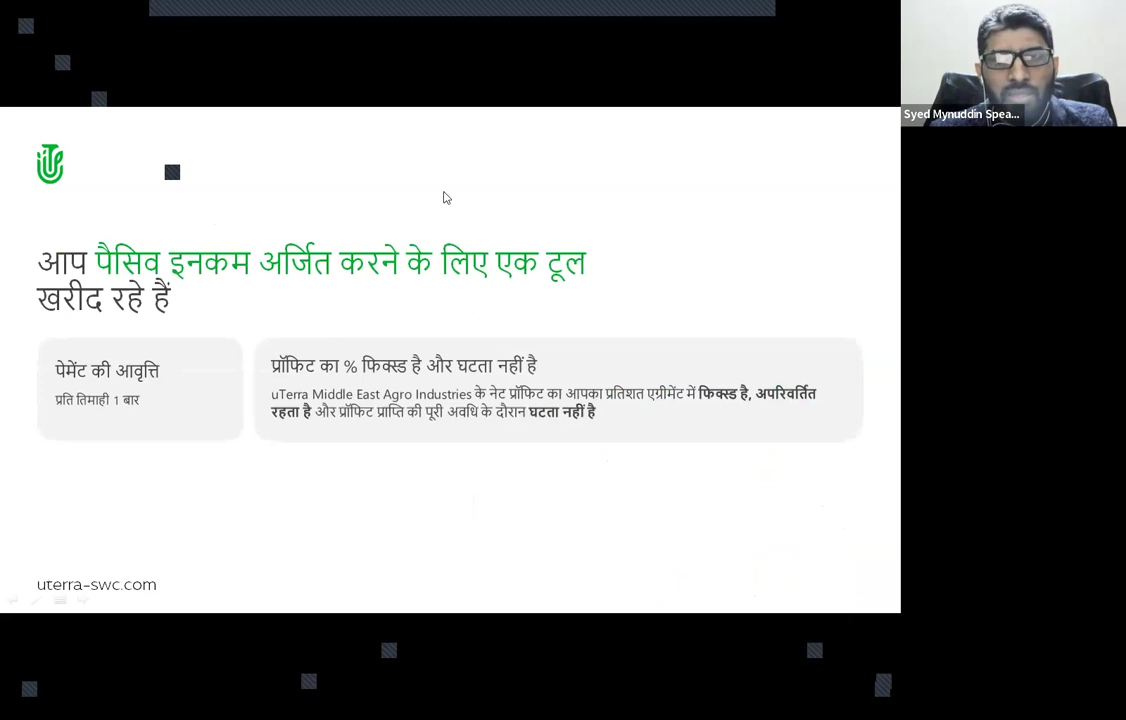 Syed Mynuddin Spea...
आप पैसिव इनकम अर्जित करने के लिए एक टूल
खरीद रहे हैं
पेमेंट की आवृत्ति
प्रति तिमाही 1 बार
प्रॉफिट का % फिक्स्ड है और घटता नहीं है
uTerra Middle East Agro Industries के नेट प्रॉफिट का आपका प्रतिशत एग्रीमेंट में फिक्स्ड है, अपरिवर्तित
रहता है और प्रॉफिट प्राप्ति की पूरी अवधि के दौरान घटता नहीं है
uterra-swc.com